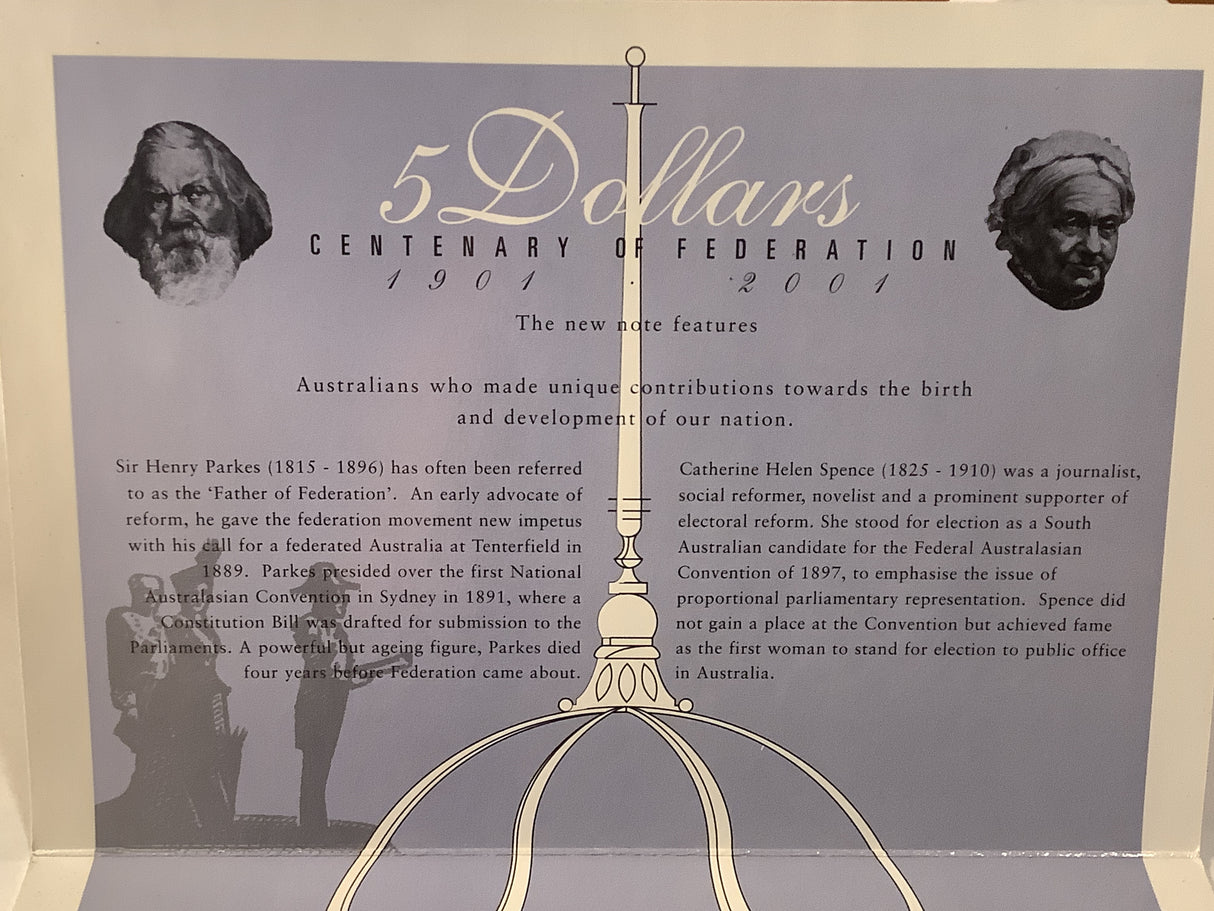 5 Dollars
CENTENARY OF FEDERATION
1901 · 2001
The new note features
Australians who made unique contributions towards the birth
and development of our nation.
Sir Henry Parkes (1815 - 1896) has often been referred
to as the ‘Father of Federation’. An early advocate of
reform, he gave the federation movement new impetus
with his call for a federated Australia at Tenterfield in
1889. Parkes presided over the first National
Australasian Convention in Sydney in 1891, where a
Constitution Bill was drafted for submission to the
Parliaments. A powerful but ageing figure, Parkes died
four years before Federation came about.
Catherine Helen Spence (1825 - 1910) was a journalist,
social reformer, novelist and a prominent supporter of
electoral reform. She stood for election as a South
Australian candidate for the Federal Australasian
Convention of 1897, to emphasise the issue of
proportional parliamentary representation. Spence did
not gain a place at the Convention but achieved fame
as the first woman to stand for election to public office
in Australia.